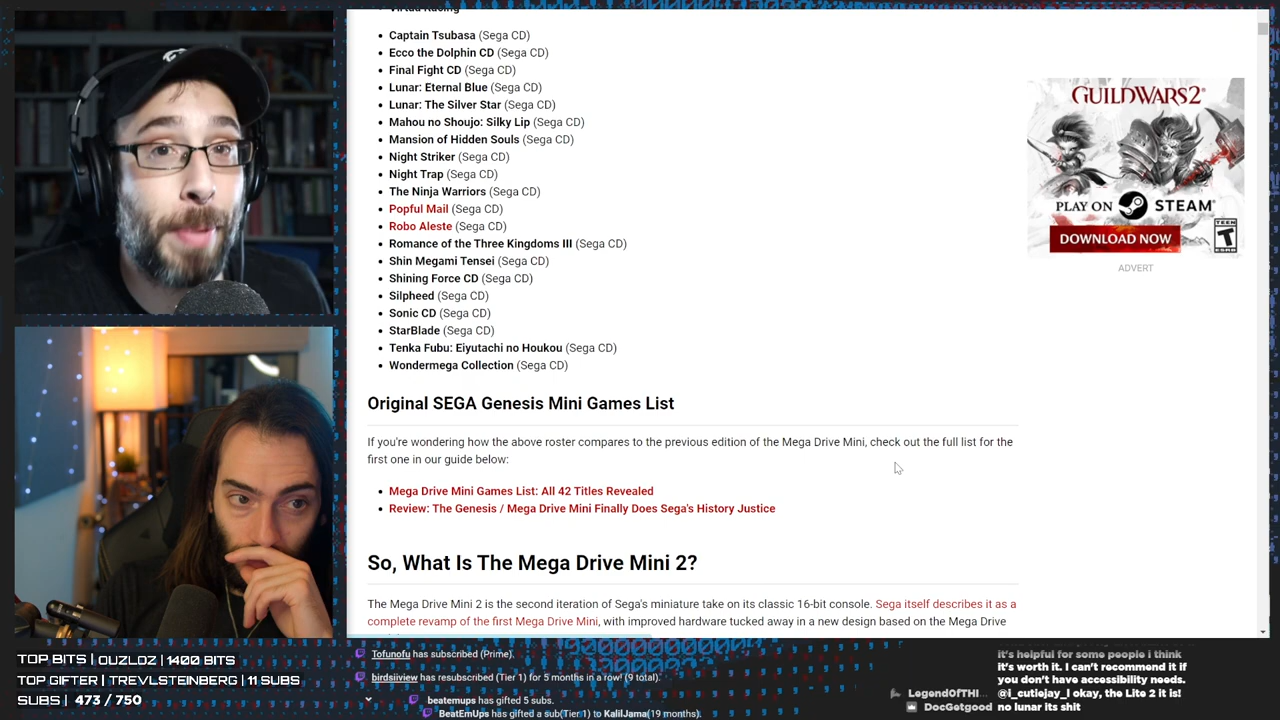 Virtua Racing
Captain Tsubasa (Sega CD)
Ecco the Dolphin CD (Sega CD)
Final Fight CD (Sega CD)
Lunar: Eternal Blue (Sega CD)
Lunar: The Silver Star (Sega CD)
Mahou no Shoujo: Silky Lip (Sega CD)
Mansion of Hidden Souls (Sega CD)
Night Striker (Sega CD)
Night Trap (Sega CD)
The Ninja Warriors (Sega CD)
Popful Mail (Sega CD)
Robo Aleste (Sega CD)
Romance of the Three Kingdoms III (Sega CD)
Shin Megami Tensei (Sega CD)
Shining Force CD (Sega CD)
Silpheed (Sega CD)
Sonic CD (Sega CD)
StarBlade (Sega CD)
Tenka Fubu: Eiyutachi no Houkou (Sega CD)
Wondermega Collection (Sega CD)
Original SEGA Genesis Mini Games List
If you're wondering how the above roster compares to the previous edition of the Mega Drive Mini, check out the full list for the
first one in our guide below:
Mega Drive Mini Games List: All 42 Titles Revealed
Review: The Genesis / Mega Drive Mini Finally Does Sega's History Justice
So, What Is The Mega Drive Mini 2?
The Mega Drive Mini 2 is the second iteration of Sega's miniature take on its classic 16-bit console. Sega itself describes it as a
complete revamp of the first Mega Drive Mini, with improved hardware tucked away in a new design based on the Mega Drive
GUILDWARS2
PLAY ON STEAM
DOWNLOAD NOW
TEEN
T
ESRB
ADVERT
TOP BITS | OUZLOZ | 1400 BITS
TOP GIFTER | TREVLSTEINBERG | 11 SUBS
SUBS | 473 / 750
Tofunofu has subscribed (Prime).
birdsiiview has resubscribed (Tier 1) for 5 months in a row! (9 total).
beatemups has gifted 5 subs.
BeatEmUps has gifted a sub(Tier 1) to KalilJama(19 months).
it's helpful for some people i think
it's worth it. I can't recommend it if
you don't have accessibility needs.
LegendOfTHI... @i_cutiejay_i okay, the Lite 2 it is!
DocGetgood no lunar its shit